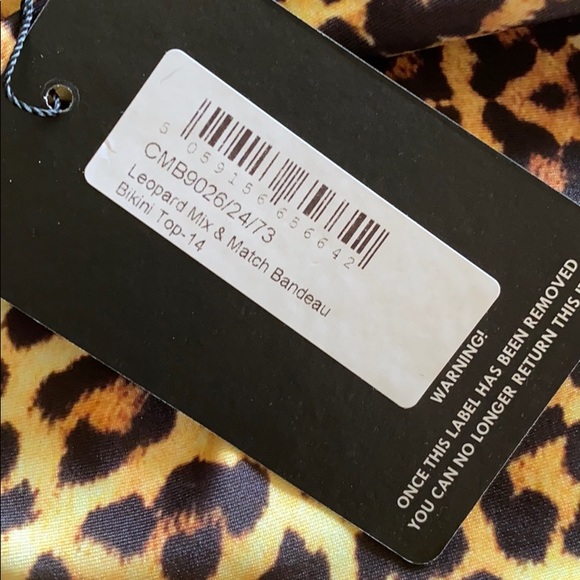 5 059156 656642
CMB9026/24/73
Leopard Mix & Match Bandeau
Bikini Top-14
WARNING!
ONCE THIS LABEL HAS BEEN REMOVED
YOU CAN NO LONGER RETURN THIS